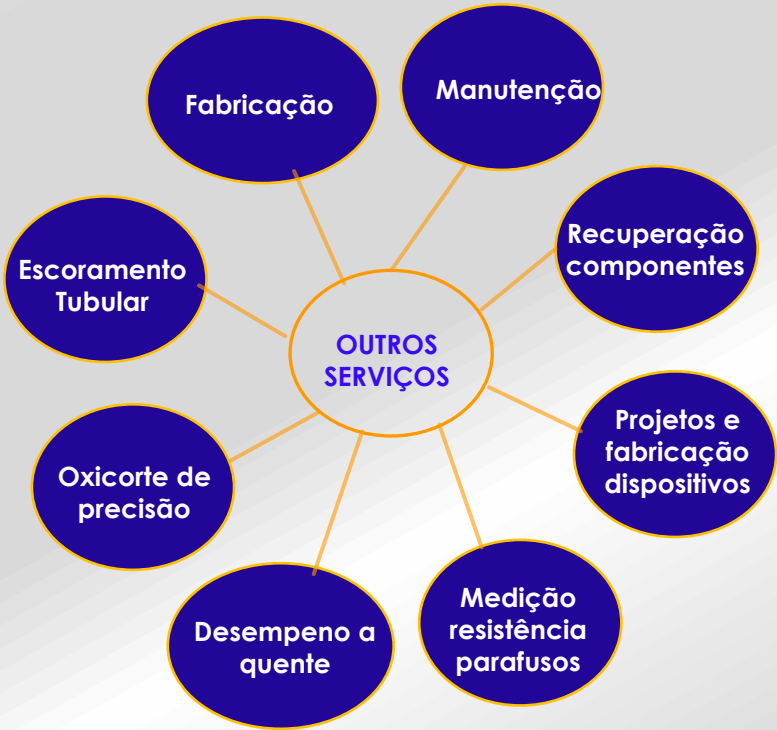 Fabricação
Manutenção
Recuperação
componentes
Escoramento
Tubular
OUTROS
SERVIÇOS
Projetos e
fabricação
dispositivos
Oxicorte de
precisão
Medição
resistência
parafusos
Desempeno a
quente